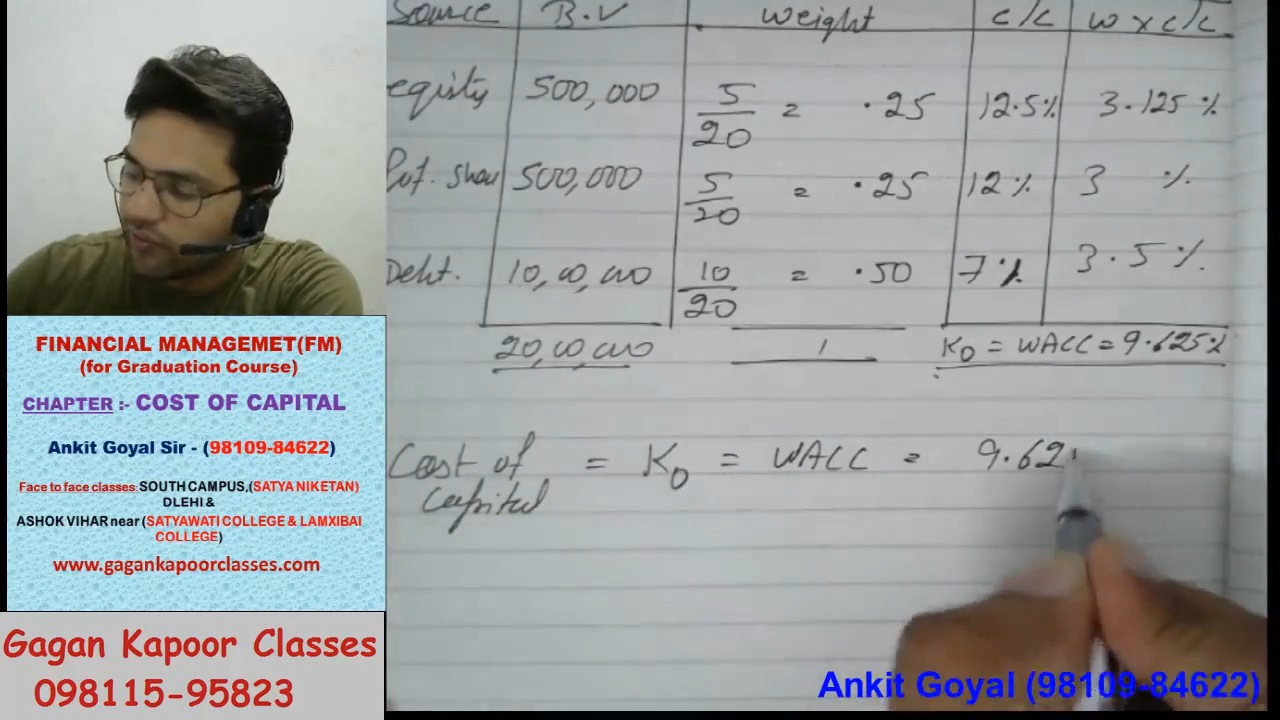 Source B.V Weight c/c w x c/c
equity 500,000 5/20 = .25 12.5% 3.125%
Prf. Shau 500,000 5/20 = .25 12% 3 %
Debt. 10,00,000 10/20 = .50 7% 3.5%
20,00,000 1 K0 = WACC = 9.625%
Cost of capital = K0 = WACC = 9.62
FINANCIAL MANAGEMET(FM)
(for Graduation Course)
CHAPTER :- COST OF CAPITAL
Ankit Goyal Sir - (98109-84622)
Face to face classes: SOUTH CAMPUS,(SATYA NIKETAN)
DLEHI &
ASHOK VIHAR near (SATYAWATI COLLEGE & LAMXIBAI
COLLEGE)
www.gagankapoorclasses.com
Gagan Kapoor Classes
098115-95823
Ankit Goyal (98109-84622)